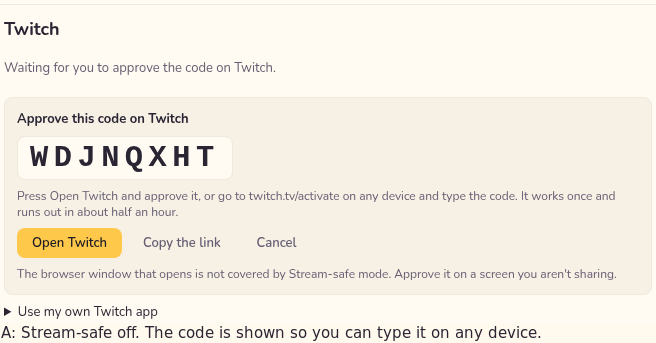 Twitch
Waiting for you to approve the code on Twitch.
Approve this code on Twitch
WDJNQXHT
Press Open Twitch and approve it, or go to twitch.tv/activate on any device and type the code. It works once and
runs out in about half an hour.
Open Twitch Copy the link Cancel
The browser window that opens is not covered by Stream-safe mode. Approve it on a screen you aren't sharing.
Use my own Twitch app
A: Stream-safe off. The code is shown so you can type it on any device.